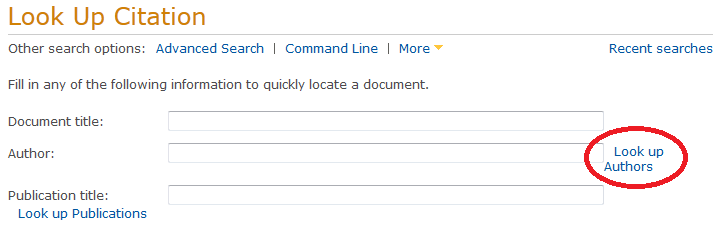 Look Up Citation
Other search options: Advanced Search | Command Line | More Recent searches
Fill in any of the following information to quickly locate a document.
Document title:
Author: Look up
Authors
Publication title:
Look up Publications